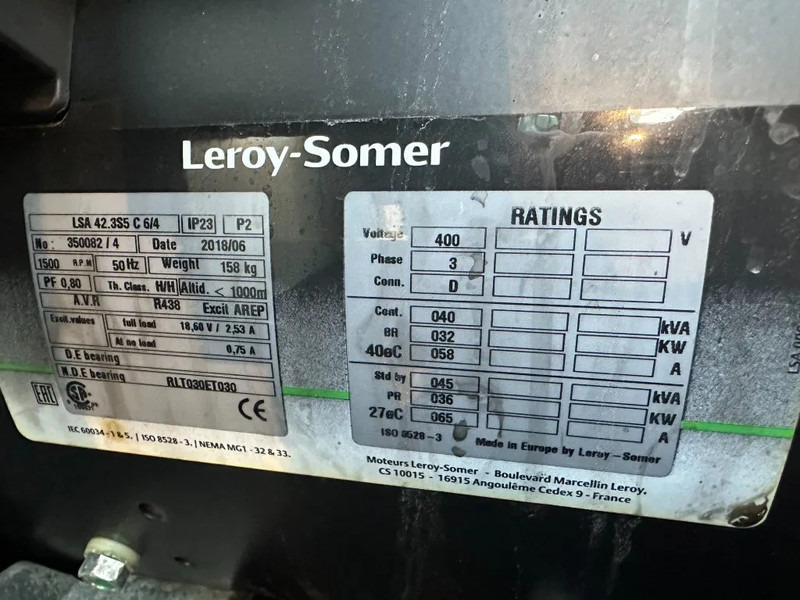 Leroy-Somer
LSA 42.3S5 C 6/4 IP23 P2
No : 350082 / 4 Date 2018/06
1500 R.P.M 50 Hz Weight 158 kg
PF 0,80 Th. Class. H/H Altid. < 1000m
A.V.R R438 Excit AREP
Excit.values full load 18,60 V / 2,53 A
At no load 0,75 A
D.E bearing
N.D.E bearing RLT030ET030
EAC
CE
IEC 60034 - 1 & 5. | ISO 8528 - 3. | NEMA MG1 - 32 & 33.
RATINGS
Voltage 400 V
Phase 3
Conn. D
Cont. 040 kVA
BR 032 KW
40°C 058 A
Std by 045 kVA
PR 036 KW
27°C 065 A
ISO 8528 - 3 Made in Europe by Leroy - Somer
Moteurs Leroy-Somer - Boulevard Marcellin Leroy,
CS 10015 - 16915 Angoulême Cedex 9 - France